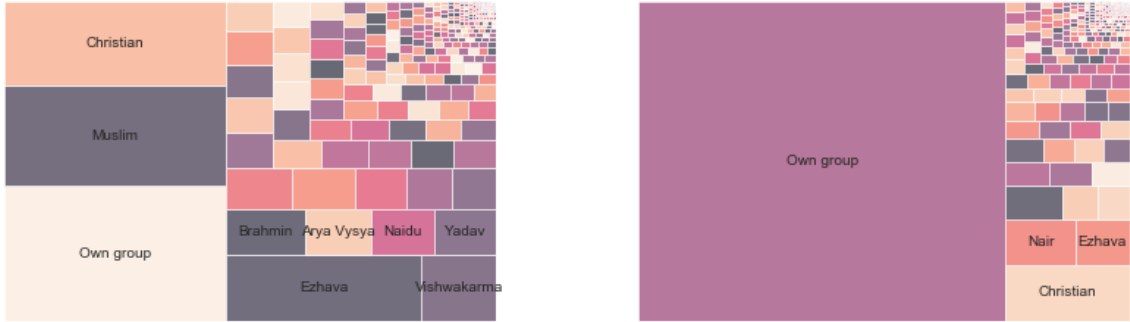 Christian
Muslim
Own group
Brahmin
Arya Vysya
Naidu
Yadav
Ezhava
Vishwakarma
Own group
Nair
Ezhava
Christian